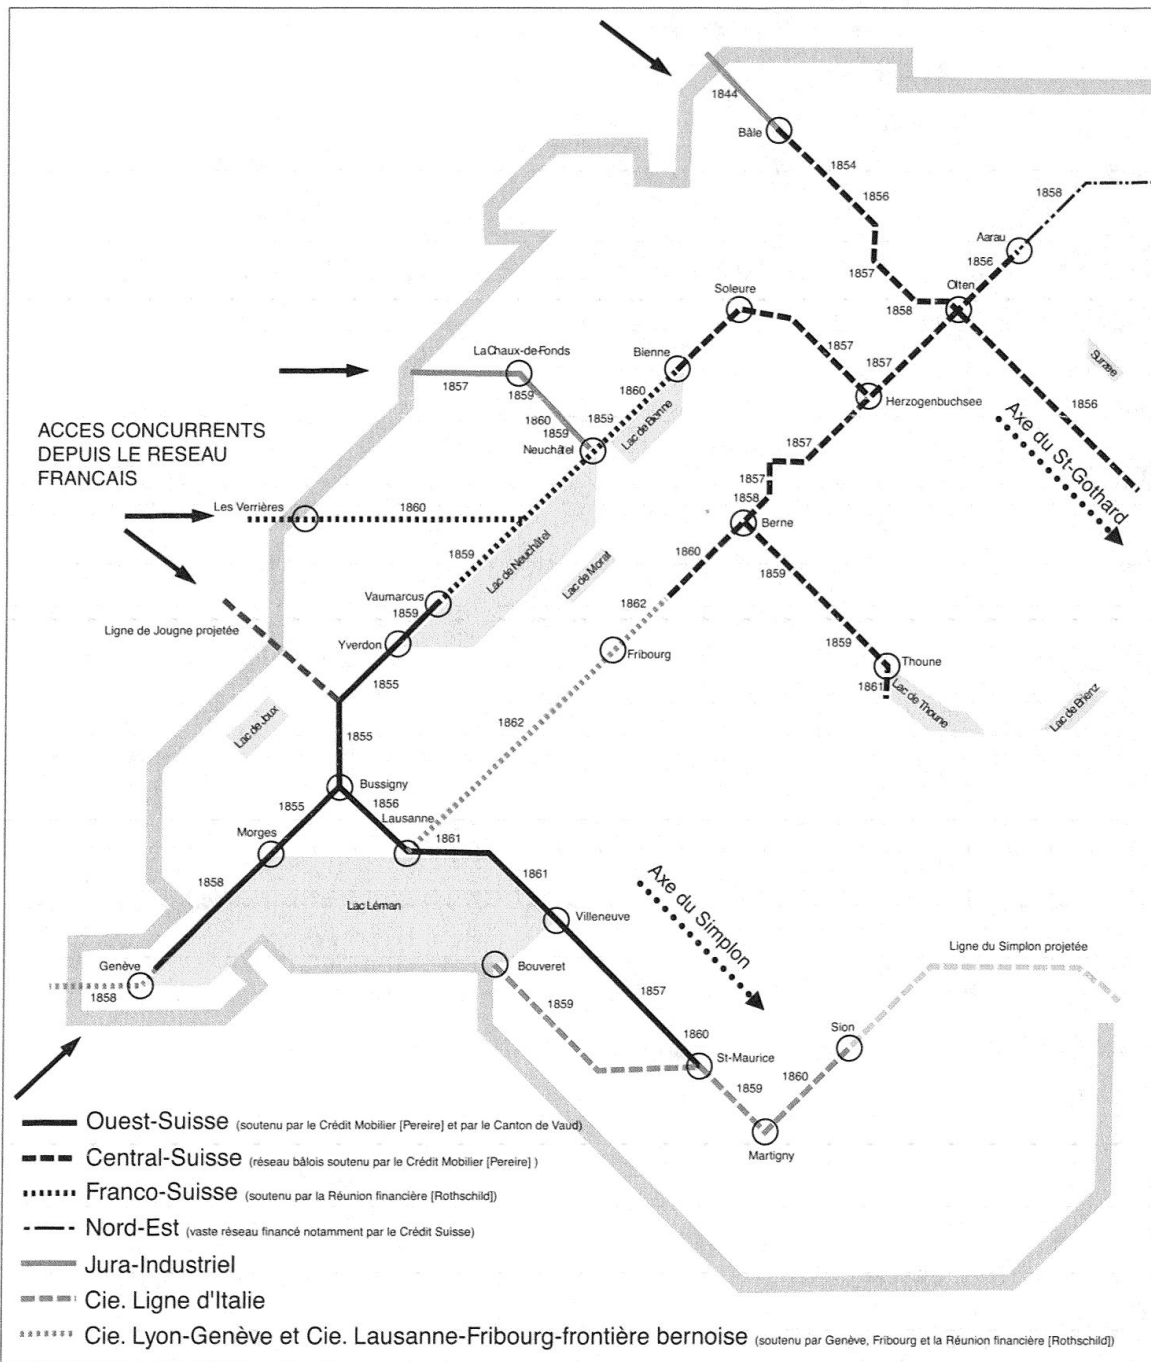 1844
Bâle
1854
1856
1858
Aarau
1856
1857
Olten
1858
Soleure
Bienne
1857
1857
Sursee
LaChaux-de-Fonds
1857
1859
1860
1859
1860
1859
Lac de Bienne
Herzogenbuchsee
1856
Axe du St-Gothard
ACCES CONCURRENTS
DEPUIS LE RESEAU
FRANCAIS
Neuchâtel
1857
1857
1858
Les Verrières
1860
Berne
1859
Lac de Neuchâtel
Lac de Morat
1860
1859
Vaumarcus
1859
1862
Ligne de Jougne projetée
Yverdon
Fribourg
1859
Thoune
1855
1861
Lac de Thoune
Lac de Brienz
Lac de Joux
1862
1855
Bussigny
1855
1856
Morges
Lausanne
1861
1858
1861
Axe du Simplon
Lac Léman
Villeneuve
Ligne du Simplon projetée
Genève
Bouveret
1858
1859
1857
1860
Sion
St-Maurice
1859
1860
Martigny
Ouest-Suisse (soutenu par le Crédit Mobilier [Pereire] et par le Canton de Vaud)
Central-Suisse (réseau bâlois soutenu par le Crédit Mobilier [Pereire] )
Franco-Suisse (soutenu par la Réunion financière [Rothschild])
Nord-Est (vaste réseau financé notamment par le Crédit Suisse)
Jura-Industriel
Cie. Ligne d'Italie
Cie. Lyon-Genève et Cie. Lausanne-Fribourg-frontière bernoise (soutenu par Genève, Fribourg et la Réunion financière [Rothschild])